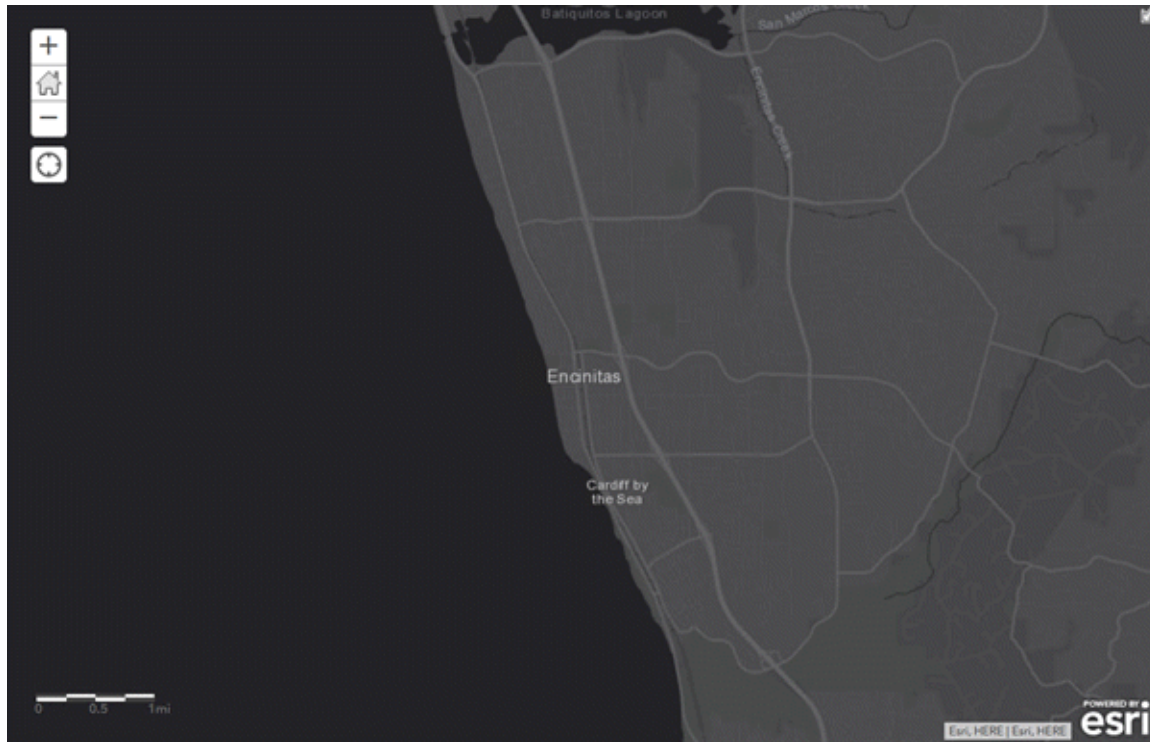 Batiquitos Lagoon
San Marcos Creek
+
−
Encinitas Creek
Encinitas
Cardiff by
the Sea
0 0.5 1mi
Esri, HERE | Esri, HERE
POWERED BY
esri